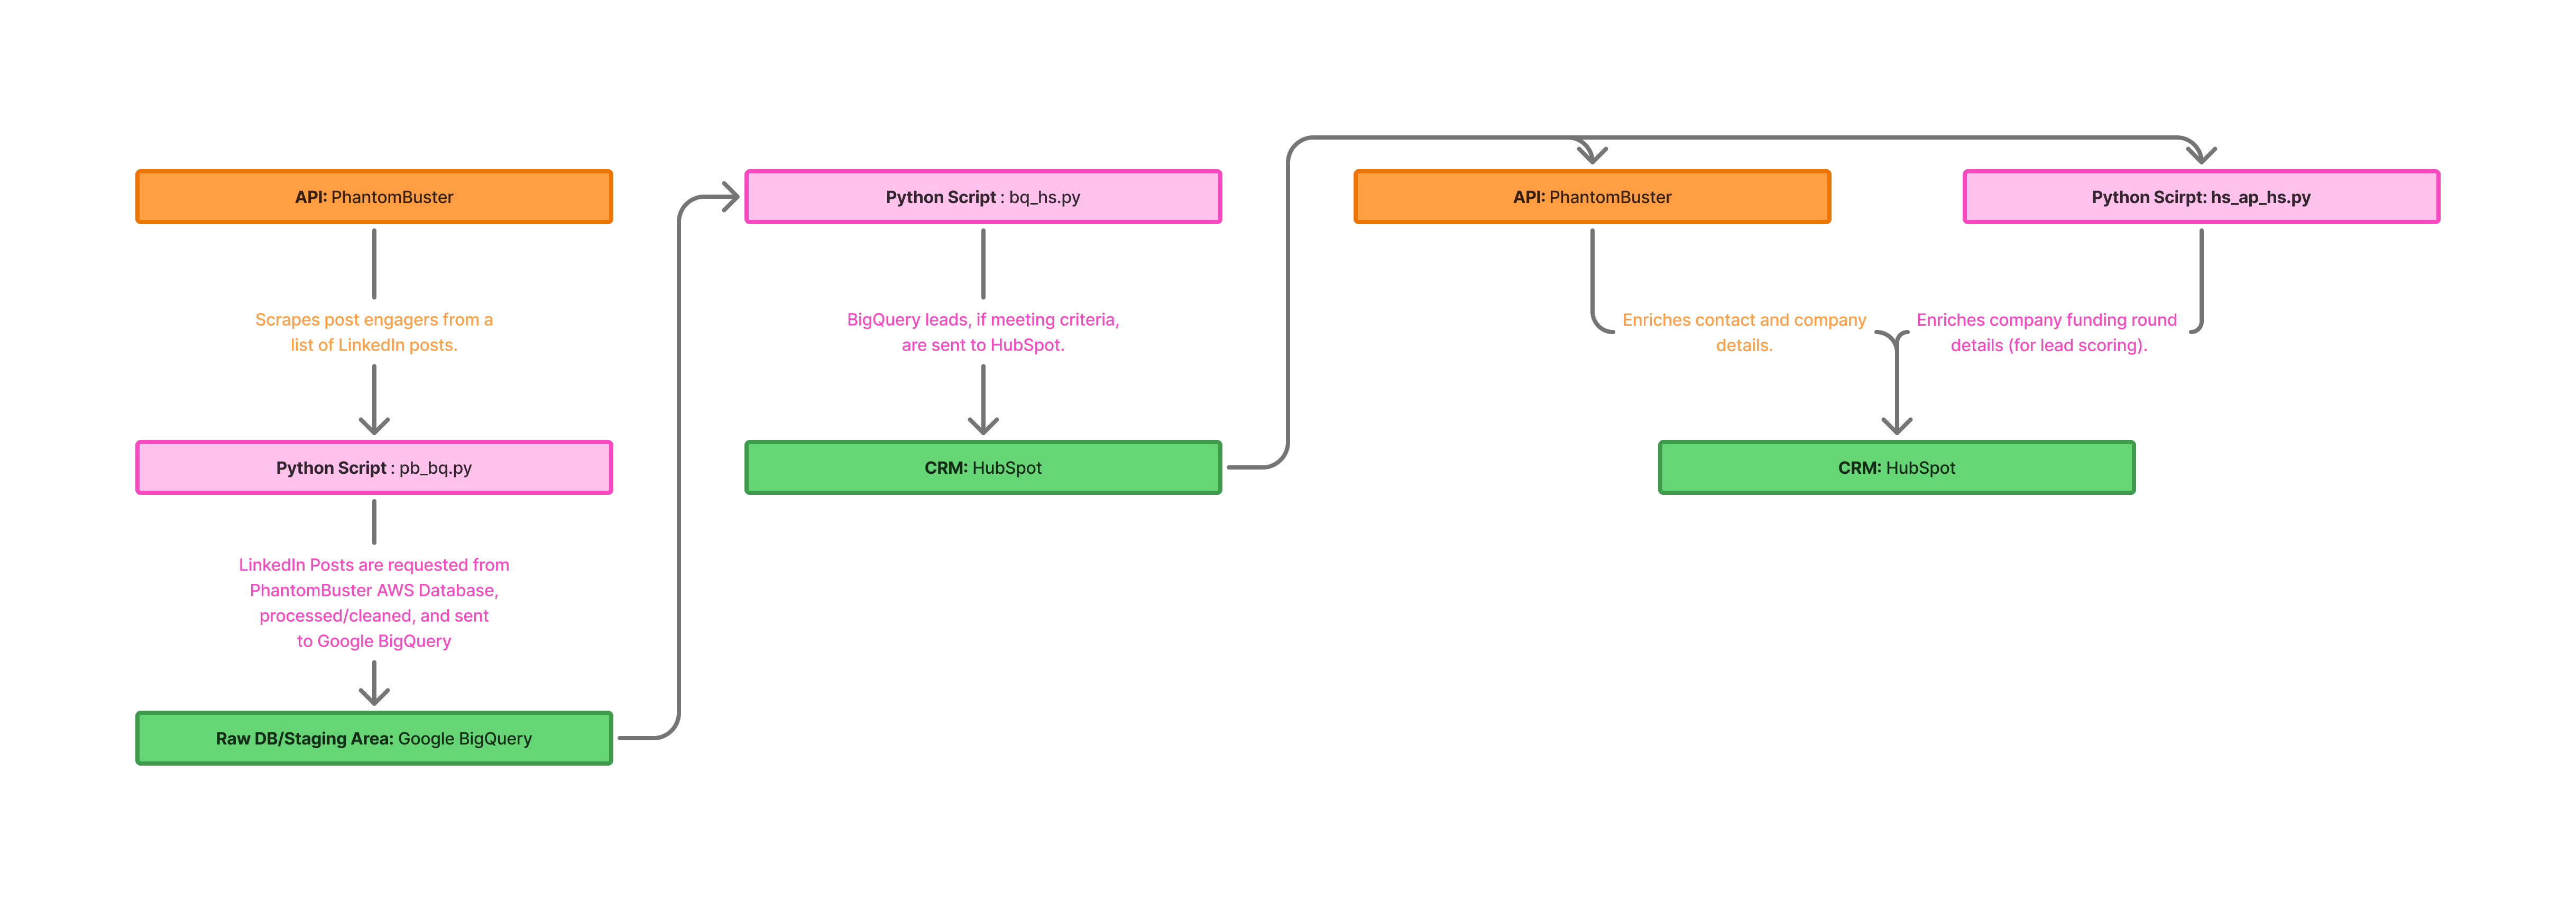 API: PhantomBuster
Scrapes post engagers from a
list of LinkedIn posts.
Python Script : pb_bq.py
LinkedIn Posts are requested from
PhantomBuster AWS Database,
processed/cleaned, and sent
to Google BigQuery
Raw DB/Staging Area: Google BigQuery
Python Script : bq_hs.py
BigQuery leads, if meeting criteria,
are sent to HubSpot.
CRM: HubSpot
API: PhantomBuster
Enriches contact and company
details.
Python Scirpt: hs_ap_hs.py
Enriches company funding round
details (for lead scoring).
CRM: HubSpot